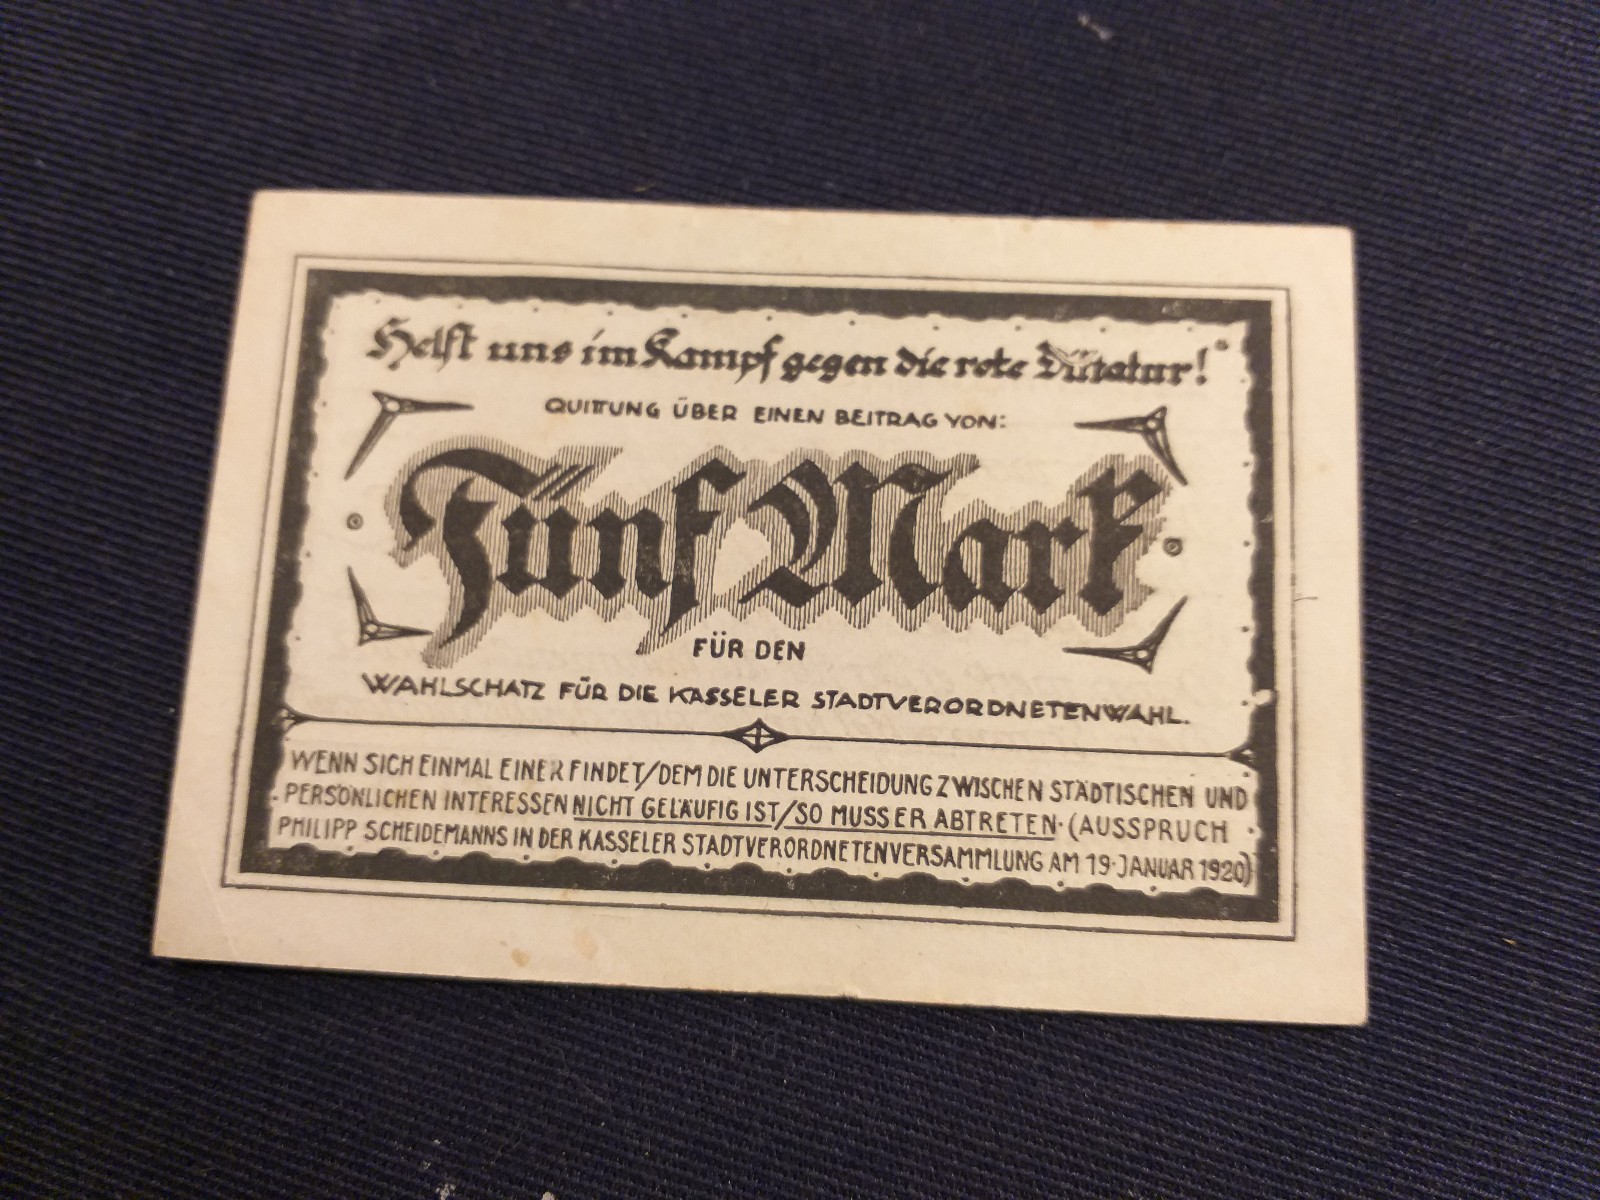 Helft uns im Kampf gegen die rote Diktatur!
QUITTUNG ÜBER EINEN BEITRAG VON:
Fünf Mark
FÜR DEN
WAHLSCHATZ FÜR DIE KASSELER STADTVERORDNETENWAHL.
WENN SICH EINMAL EINER FINDET/DEM DIE UNTERSCHEIDUNG ZWISCHEN STÄDTISCHEN UND
PERSÖNLICHEN INTERESSEN NICHT GELÄUFIG IST/SO MUSS ER ABTRETEN·(AUSSPRUCH
PHILIPP SCHEIDEMANNS IN DER KASSELER STADTVERORDNETENVERSAMMLUNG AM 19·JANUAR 1920)